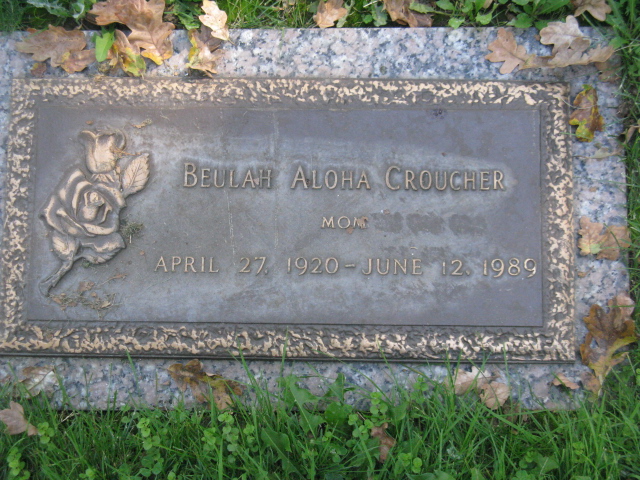 BEULAH ALOHA CROUCHER
MOM
APRIL 27, 1920 – JUNE 12, 1989